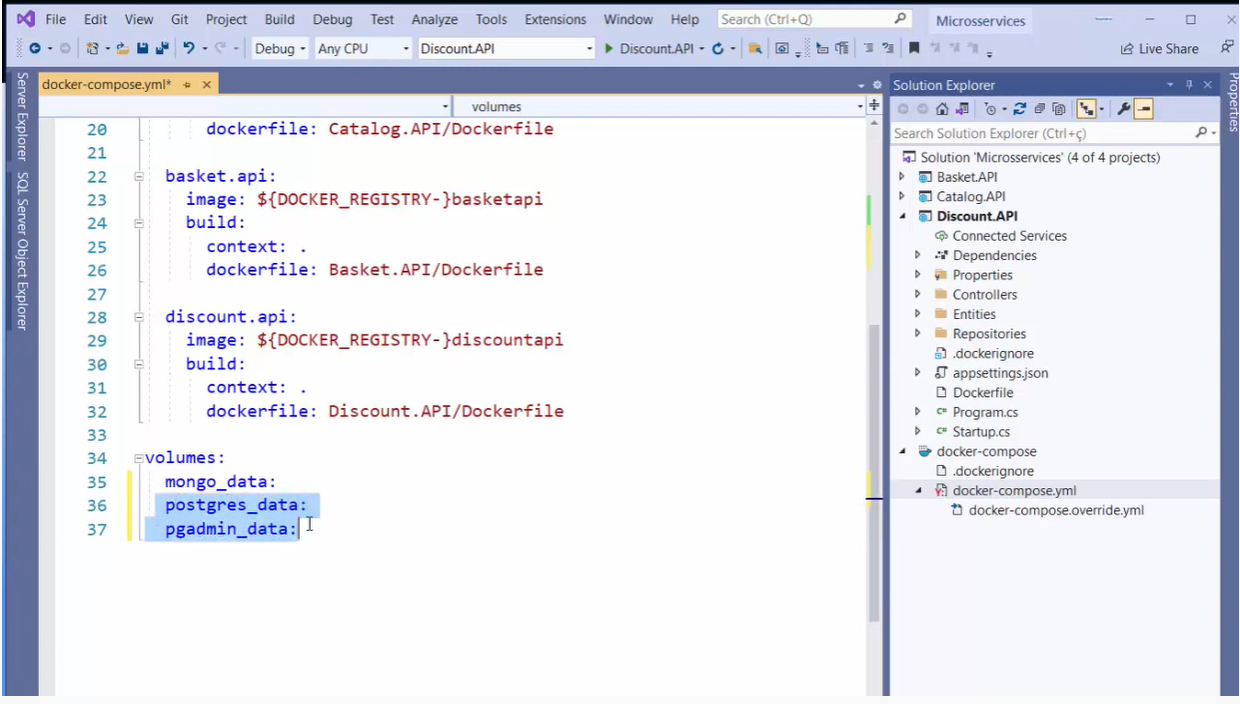 File Edit View Git Project Build Debug Test Analyze Tools Extensions Window Help Search (Ctrl+Q) Microsservices
Debug Any CPU Discount.API Discount.API Live Share
Server Explorer
SQL Server Object Explorer
docker-compose.yml*
volumes
20 dockerfile: Catalog.API/Dockerfile
21
22 basket.api:
23 image: ${DOCKER_REGISTRY-}basketapi
24 build:
25 context: .
26 dockerfile: Basket.API/Dockerfile
27
28 discount.api:
29 image: ${DOCKER_REGISTRY-}discountapi
30 build:
31 context: .
32 dockerfile: Discount.API/Dockerfile
33
34 volumes:
35 mongo_data:
36 postgres_data:
37 pgadmin_data:
Solution Explorer
Search Solution Explorer (Ctrl+ç)
Solution 'Microsservices' (4 of 4 projects)
Basket.API
Catalog.API
Discount.API
Connected Services
Dependencies
Properties
Controllers
Entities
Repositories
.dockerignore
appsettings.json
Dockerfile
Program.cs
Startup.cs
docker-compose
.dockerignore
docker-compose.yml
docker-compose.override.yml
Properties